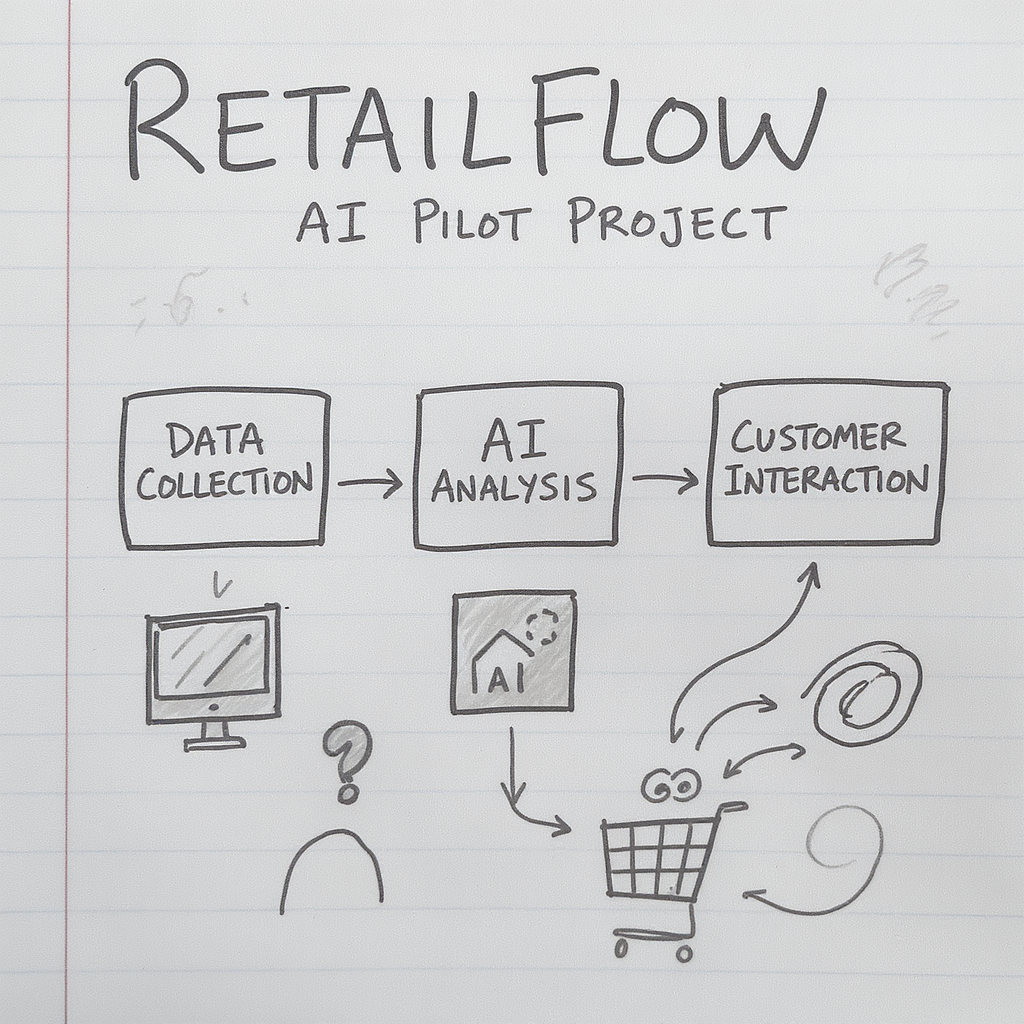 RETAILFLOW
AI PILOT PROJECT
DATA
COLLECTION
AI
ANALYSIS
CUSTOMER
INTERACTION
AI
?